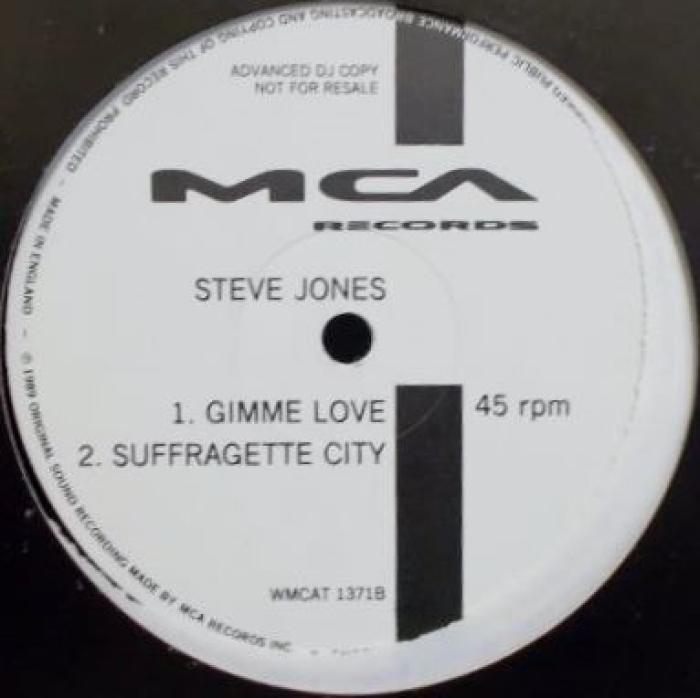 ADVANCED DJ COPY
NOT FOR RESALE
MCA
RECORDS
STEVE JONES
1. GIMME LOVE
2. SUFFRAGETTE CITY
45 rpm
WMCAT 1371B
PUBLIC PERFORMANCE BROADCASTING AND COPYING OF THIS RECORD PROHIBITED - MADE IN ENGLAND - ℗ 1989 ORIGINAL SOUND RECORDING MADE BY MCA RECORDS INC.